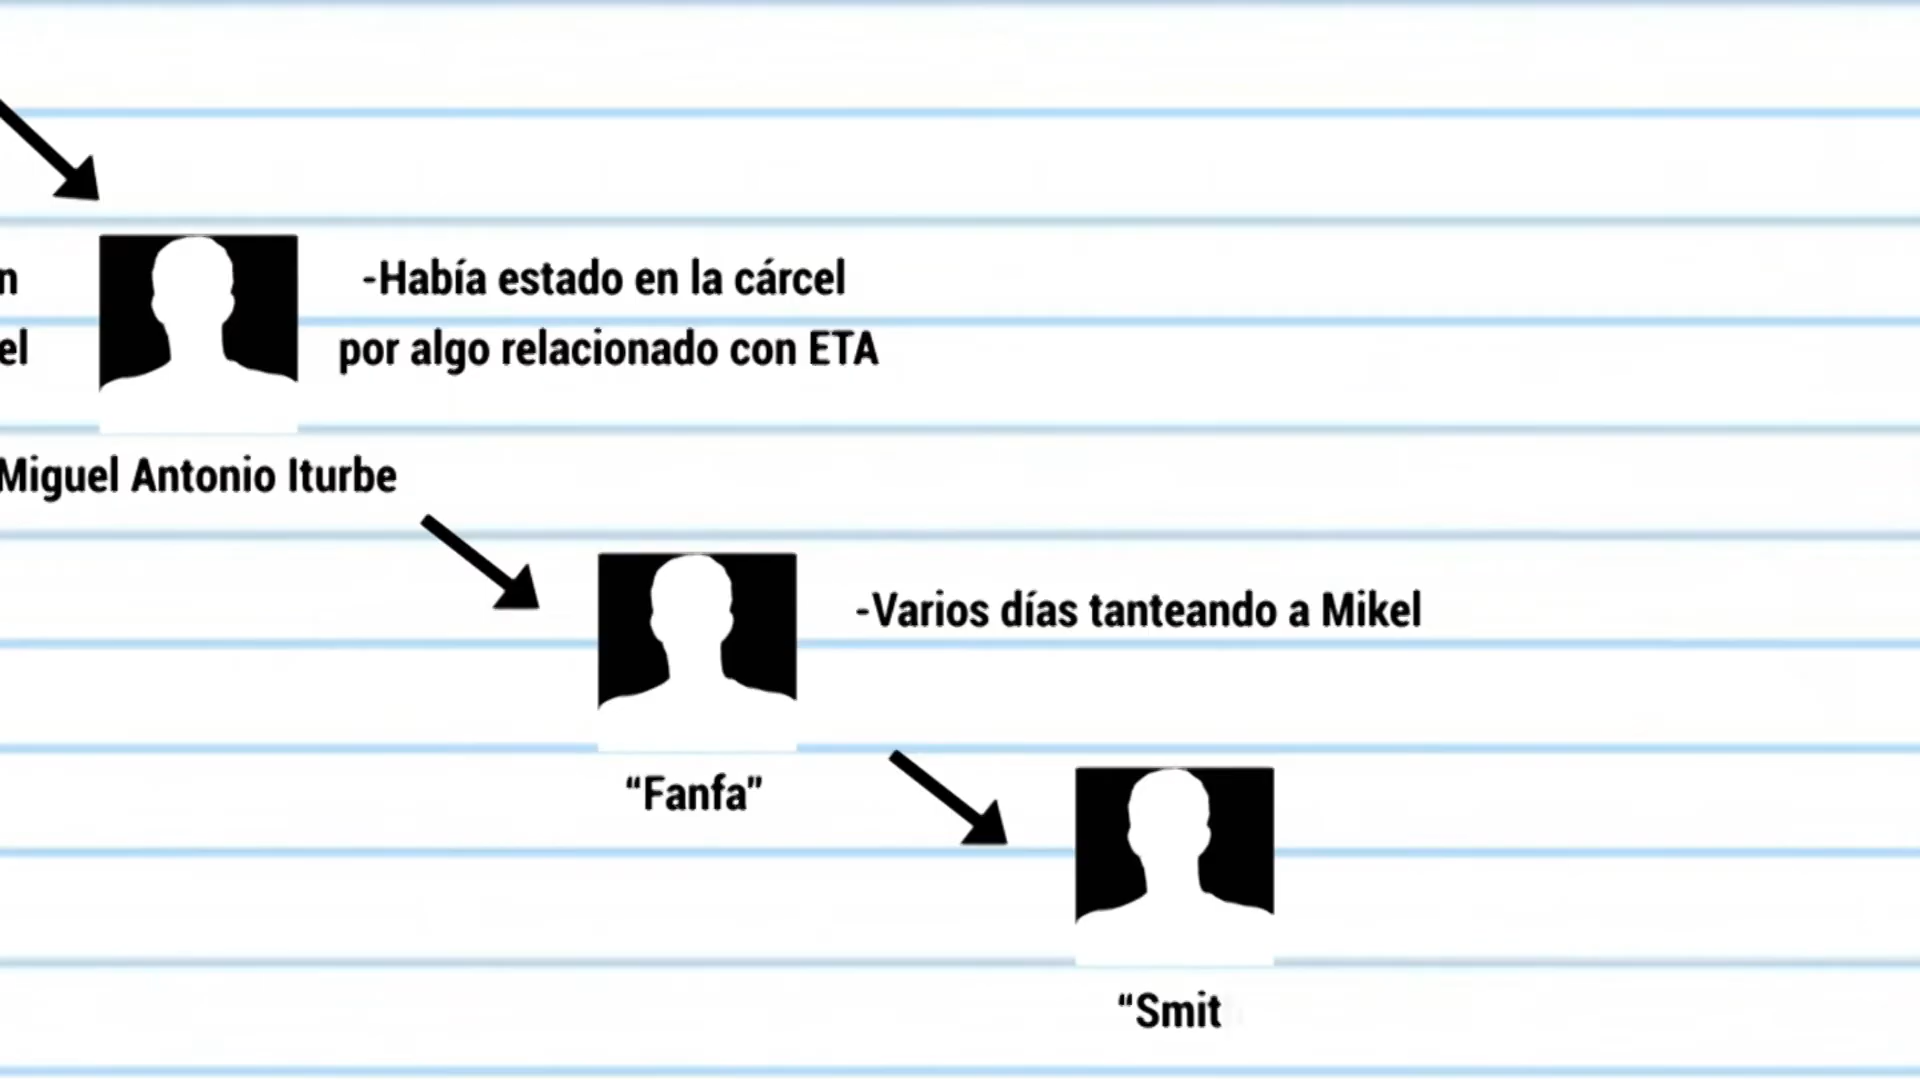 n
el
-Había estado en la cárcel
por algo relacionado con ETA
Miguel Antonio Iturbe
-Varios días tanteando a Mikel
“Fanfa”
“Smit